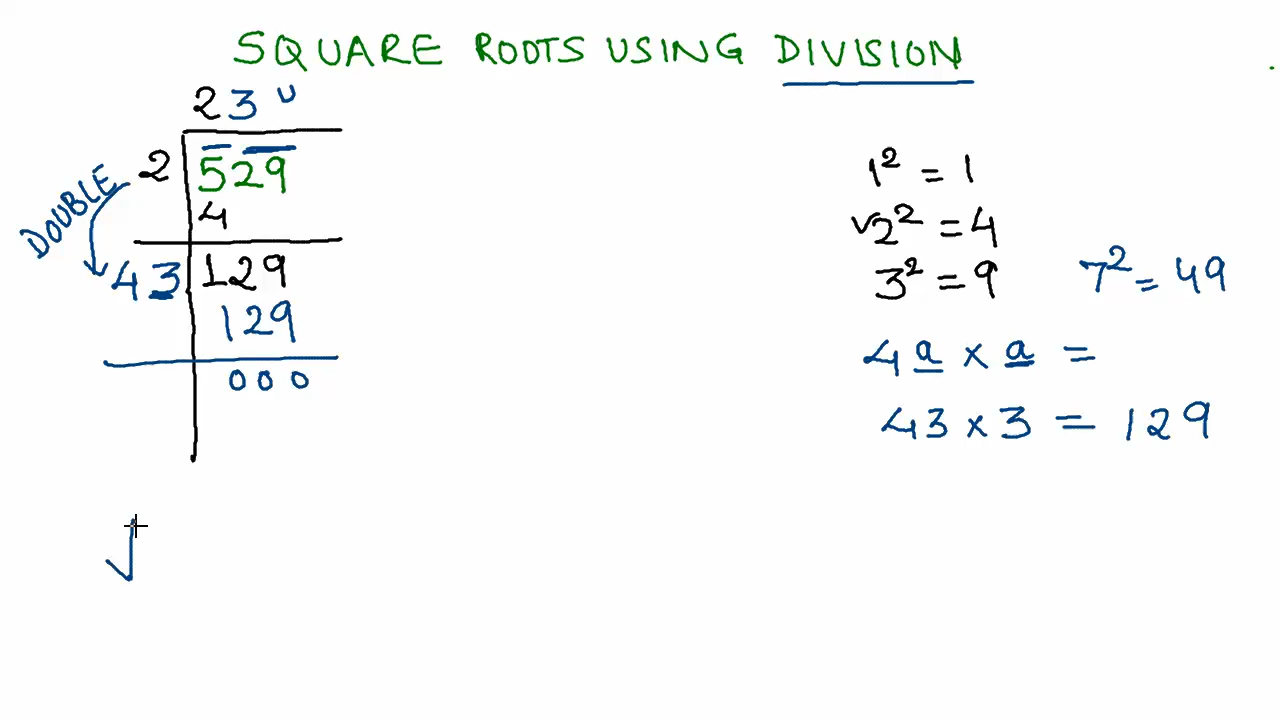 SQUARE ROOTS USING DIVISION
23
2 529
4
DOUBLE
43 129
129
000
√
1² = 1
√2² = 4
3² = 9
7² = 49
4a × a =
43 × 3 = 129